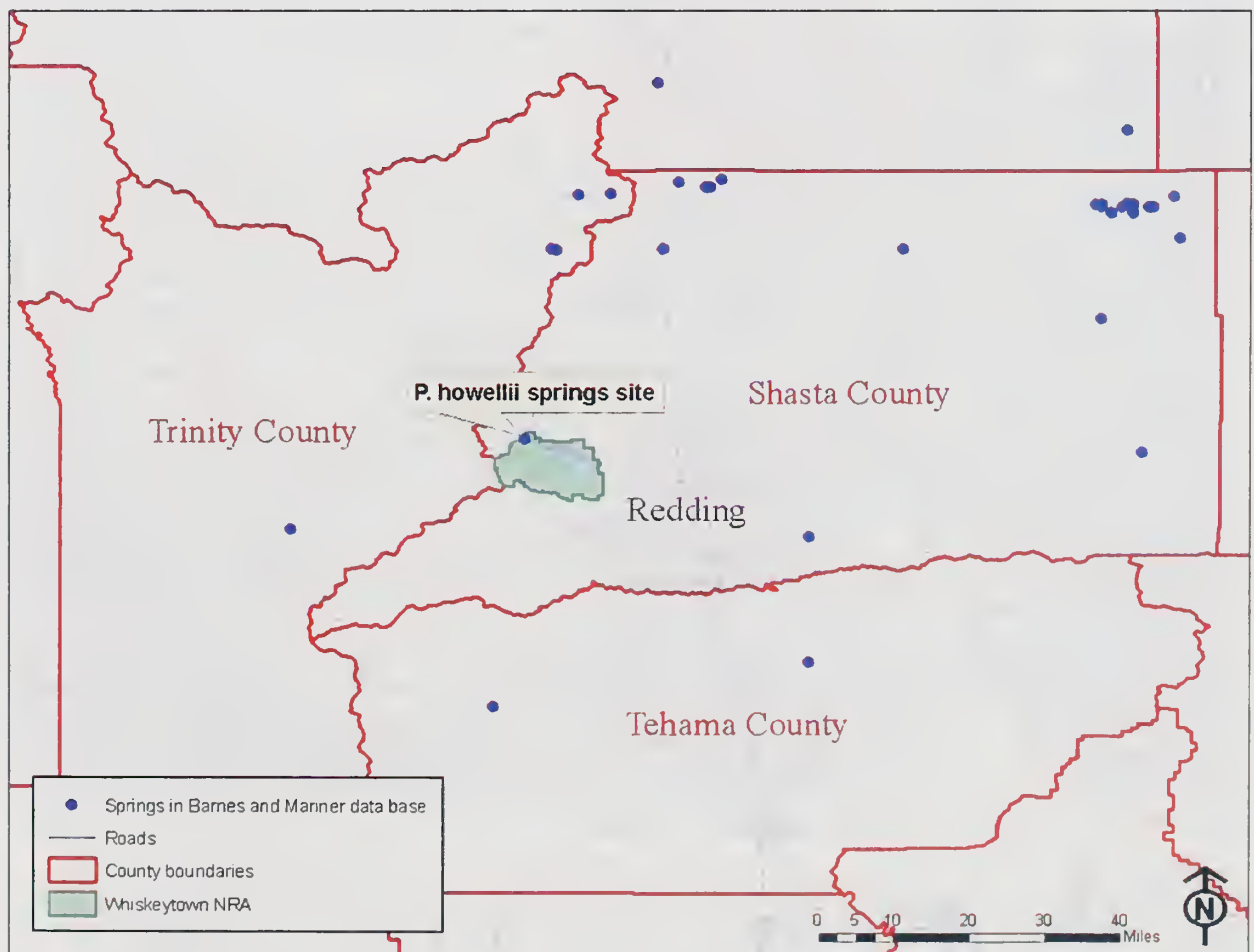 P. howellii springs site
Trinity County
Shasta County
Redding
Tehama County
Springs in Barnes and Mariner data base
Roads
County boundaries
Whiskeytown NRA
N
0 5 10 20 30 40
Miles